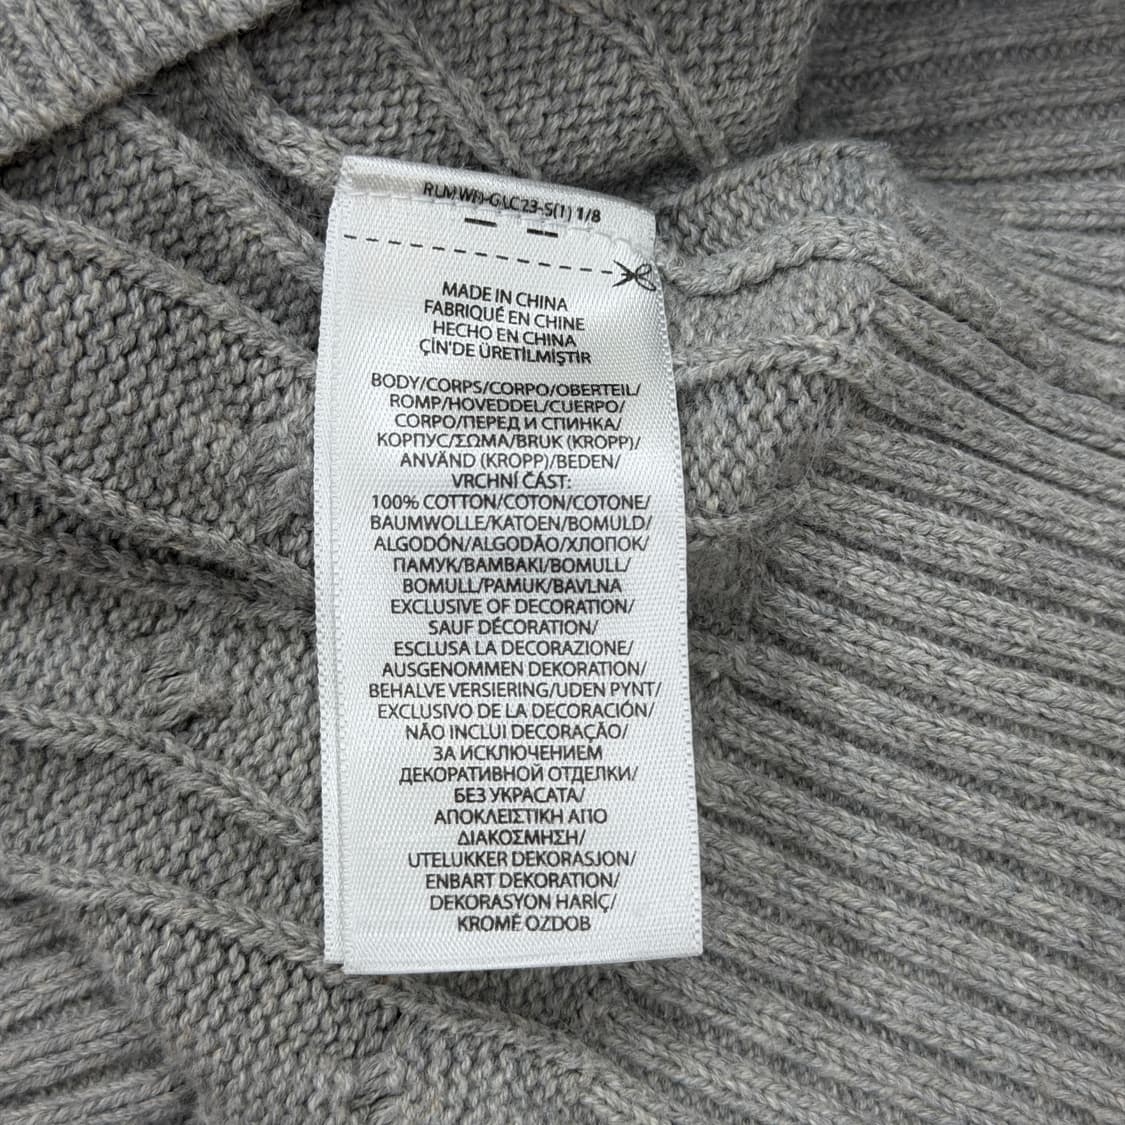 RLMWD-GLC23-S(1) 1/8
MADE IN CHINA
FABRIQUÉ EN CHINE
HECHO EN CHINA
ÇİN'DE ÜRETİLMİŞTİR
BODY/CORPS/CORPO/OBERTEIL/
ROMP/HOVEDDEL/CUERPO/
CORPO/ПЕРЕД И СПИНКА/
КОРПУС/ΣΩΜΑ/BRUK (KROPP)/
ANVÄND (KROPP)/BEDEN/
VRCHNÍ ČÁST:
100% COTTON/COTON/COTONE/
BAUMWOLLE/KATOEN/BOMULD/
ALGODÓN/ALGODÃO/ХЛОПОК/
ПАМУК/ΒΑΜΒΑΚΙ/BOMULL/
BOMULL/PAMUK/BAVLNA
EXCLUSIVE OF DECORATION/
SAUF DÉCORATION/
ESCLUSA LA DECORAZIONE/
AUSGENOMMEN DEKORATION/
BEHALVE VERSIERING/UDEN PYNT/
EXCLUSIVO DE LA DECORACIÓN/
NÃO INCLUI DECORAÇÃO/
ЗА ИСКЛЮЧЕНИЕМ
ДЕКОРАТИВНОЙ ОТДЕЛКИ/
БЕЗ УКРАСАТА/
ΑΠΟΚΛΕΙΣΤΙΚΗ ΑΠΟ
ΔΙΑΚΟΣΜΗΣΗ/
UTELUKKER DEKORASJON/
ENBART DEKORATION/
DEKORASYON HARİÇ/
KROMĚ OZDOB